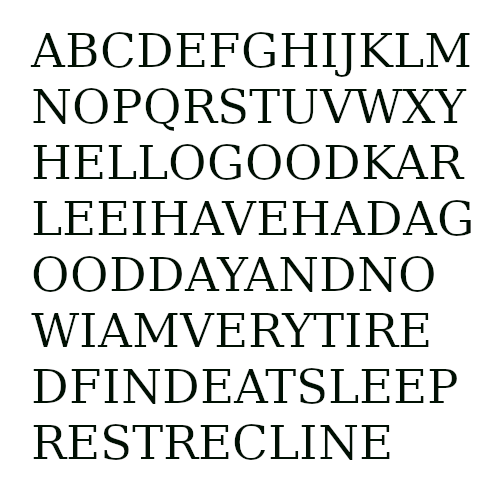 ABCDEFGHIJKLM
NOPQRSTUVWXY
HELLOGOODKAR
LEEIHAVEHADAG
OODDAYANDNO
WIAMVERYTIRE
DFINDEATSLEEP
RESTRECLINE